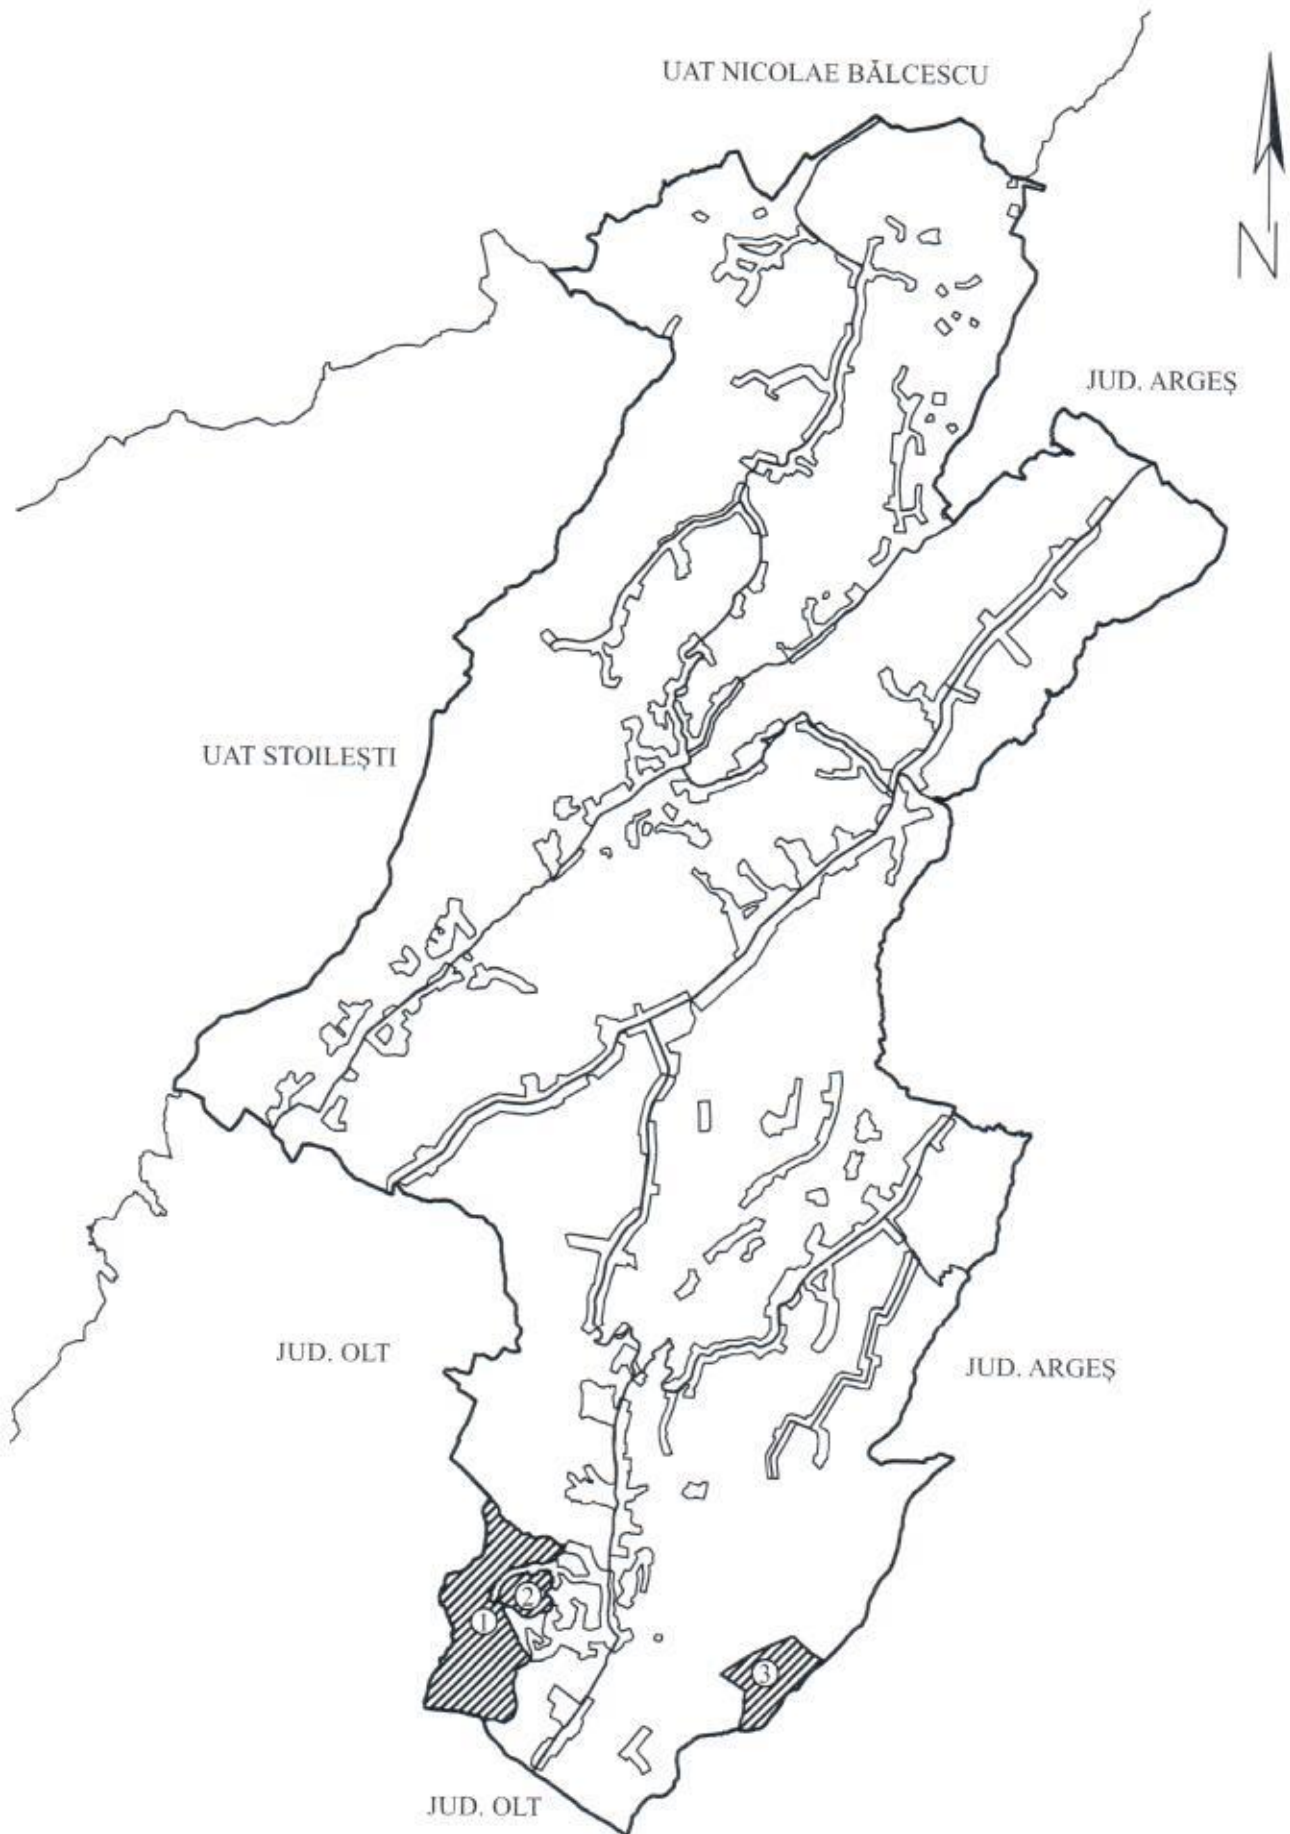 UAT NICOLAE BĂLCESCU
N
JUD. ARGEȘ
UAT STOILEȘTI
JUD. OLT
JUD. ARGEȘ
2
1
3
JUD. OLT